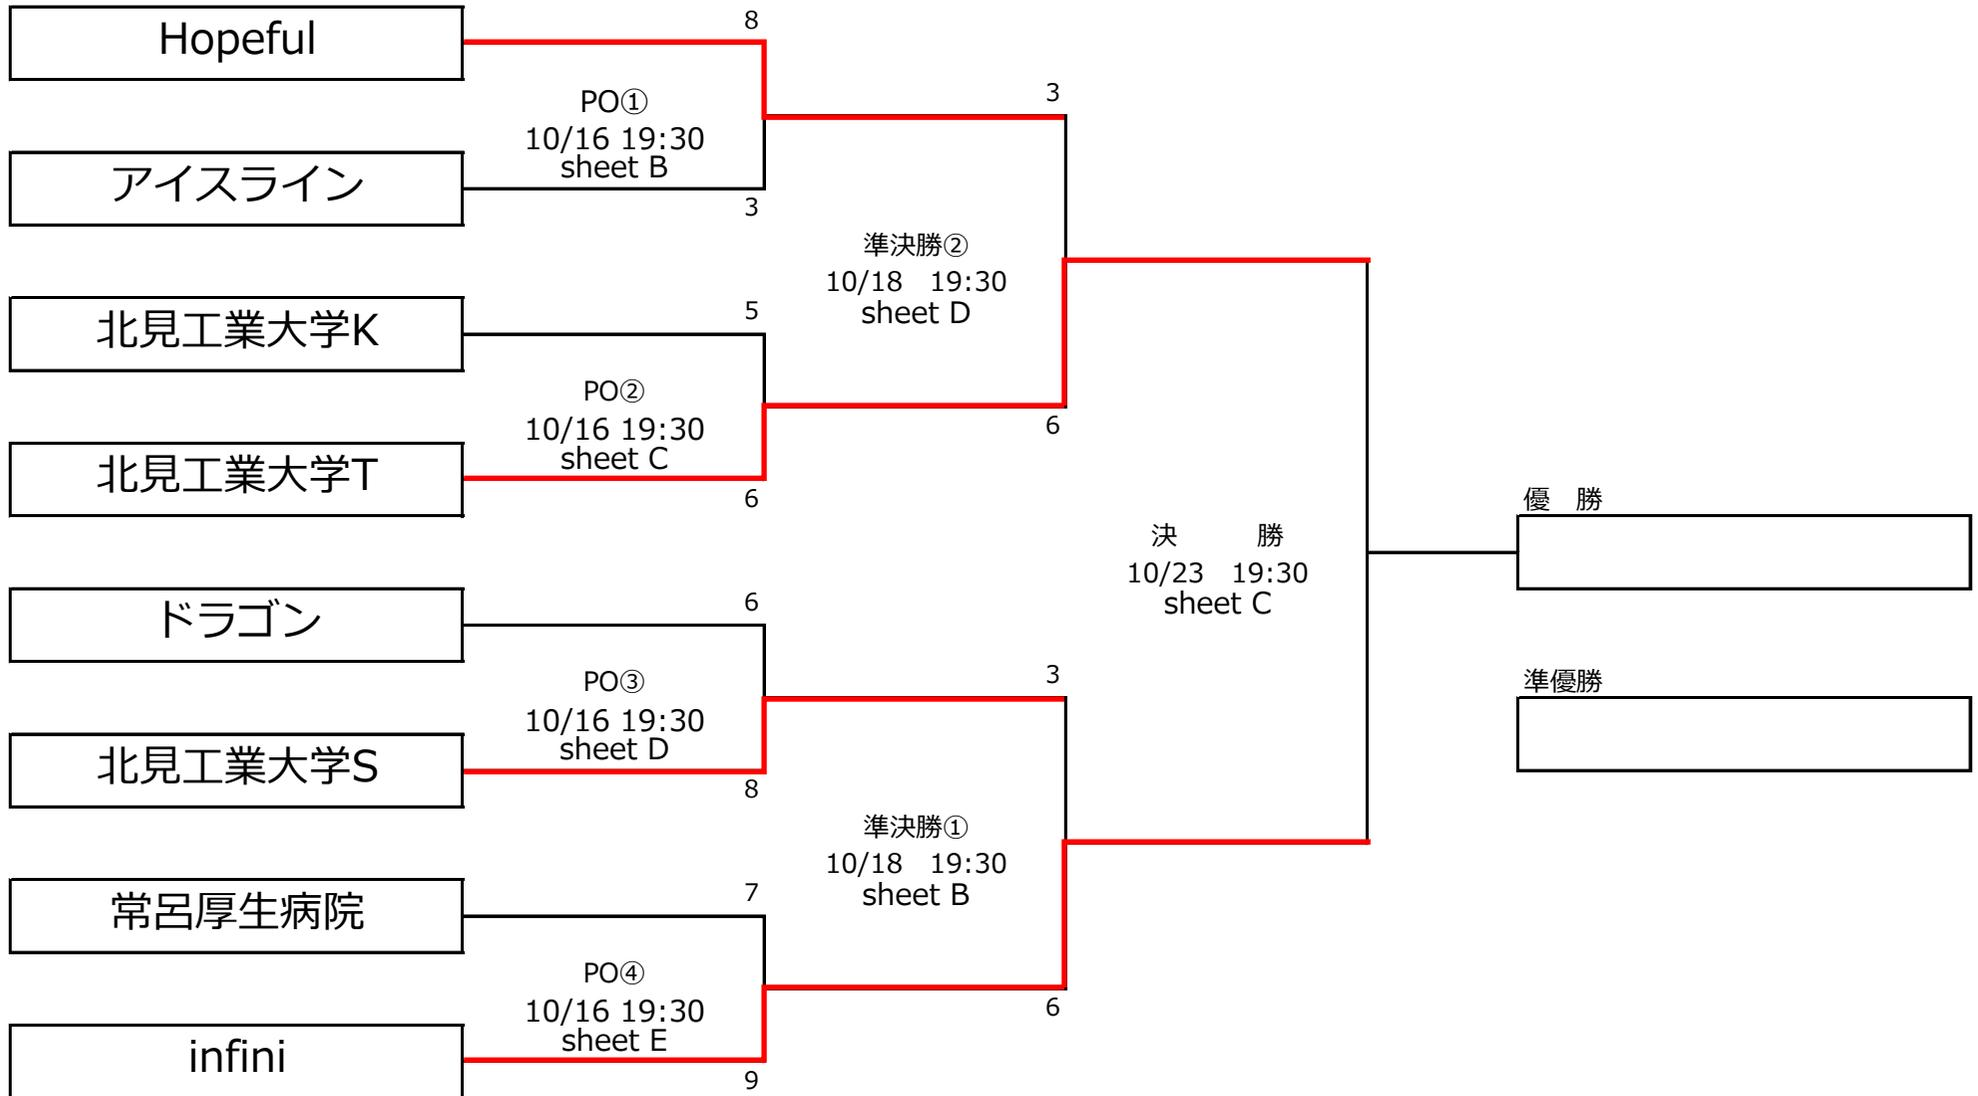 Hopeful
8
PO①
10/16 19:30
sheet B
アイスライン
3
3
準決勝②
10/18 19:30
sheet D
北見工業大学K
5
PO②
10/16 19:30
sheet C
北見工業大学T
6
6
決 勝
10/23 19:30
sheet C
優 勝
準優勝
ドラゴン
6
PO③
10/16 19:30
sheet D
北見工業大学S
8
3
準決勝①
10/18 19:30
sheet B
常呂厚生病院
7
PO④
10/16 19:30
sheet E
infini
9
6